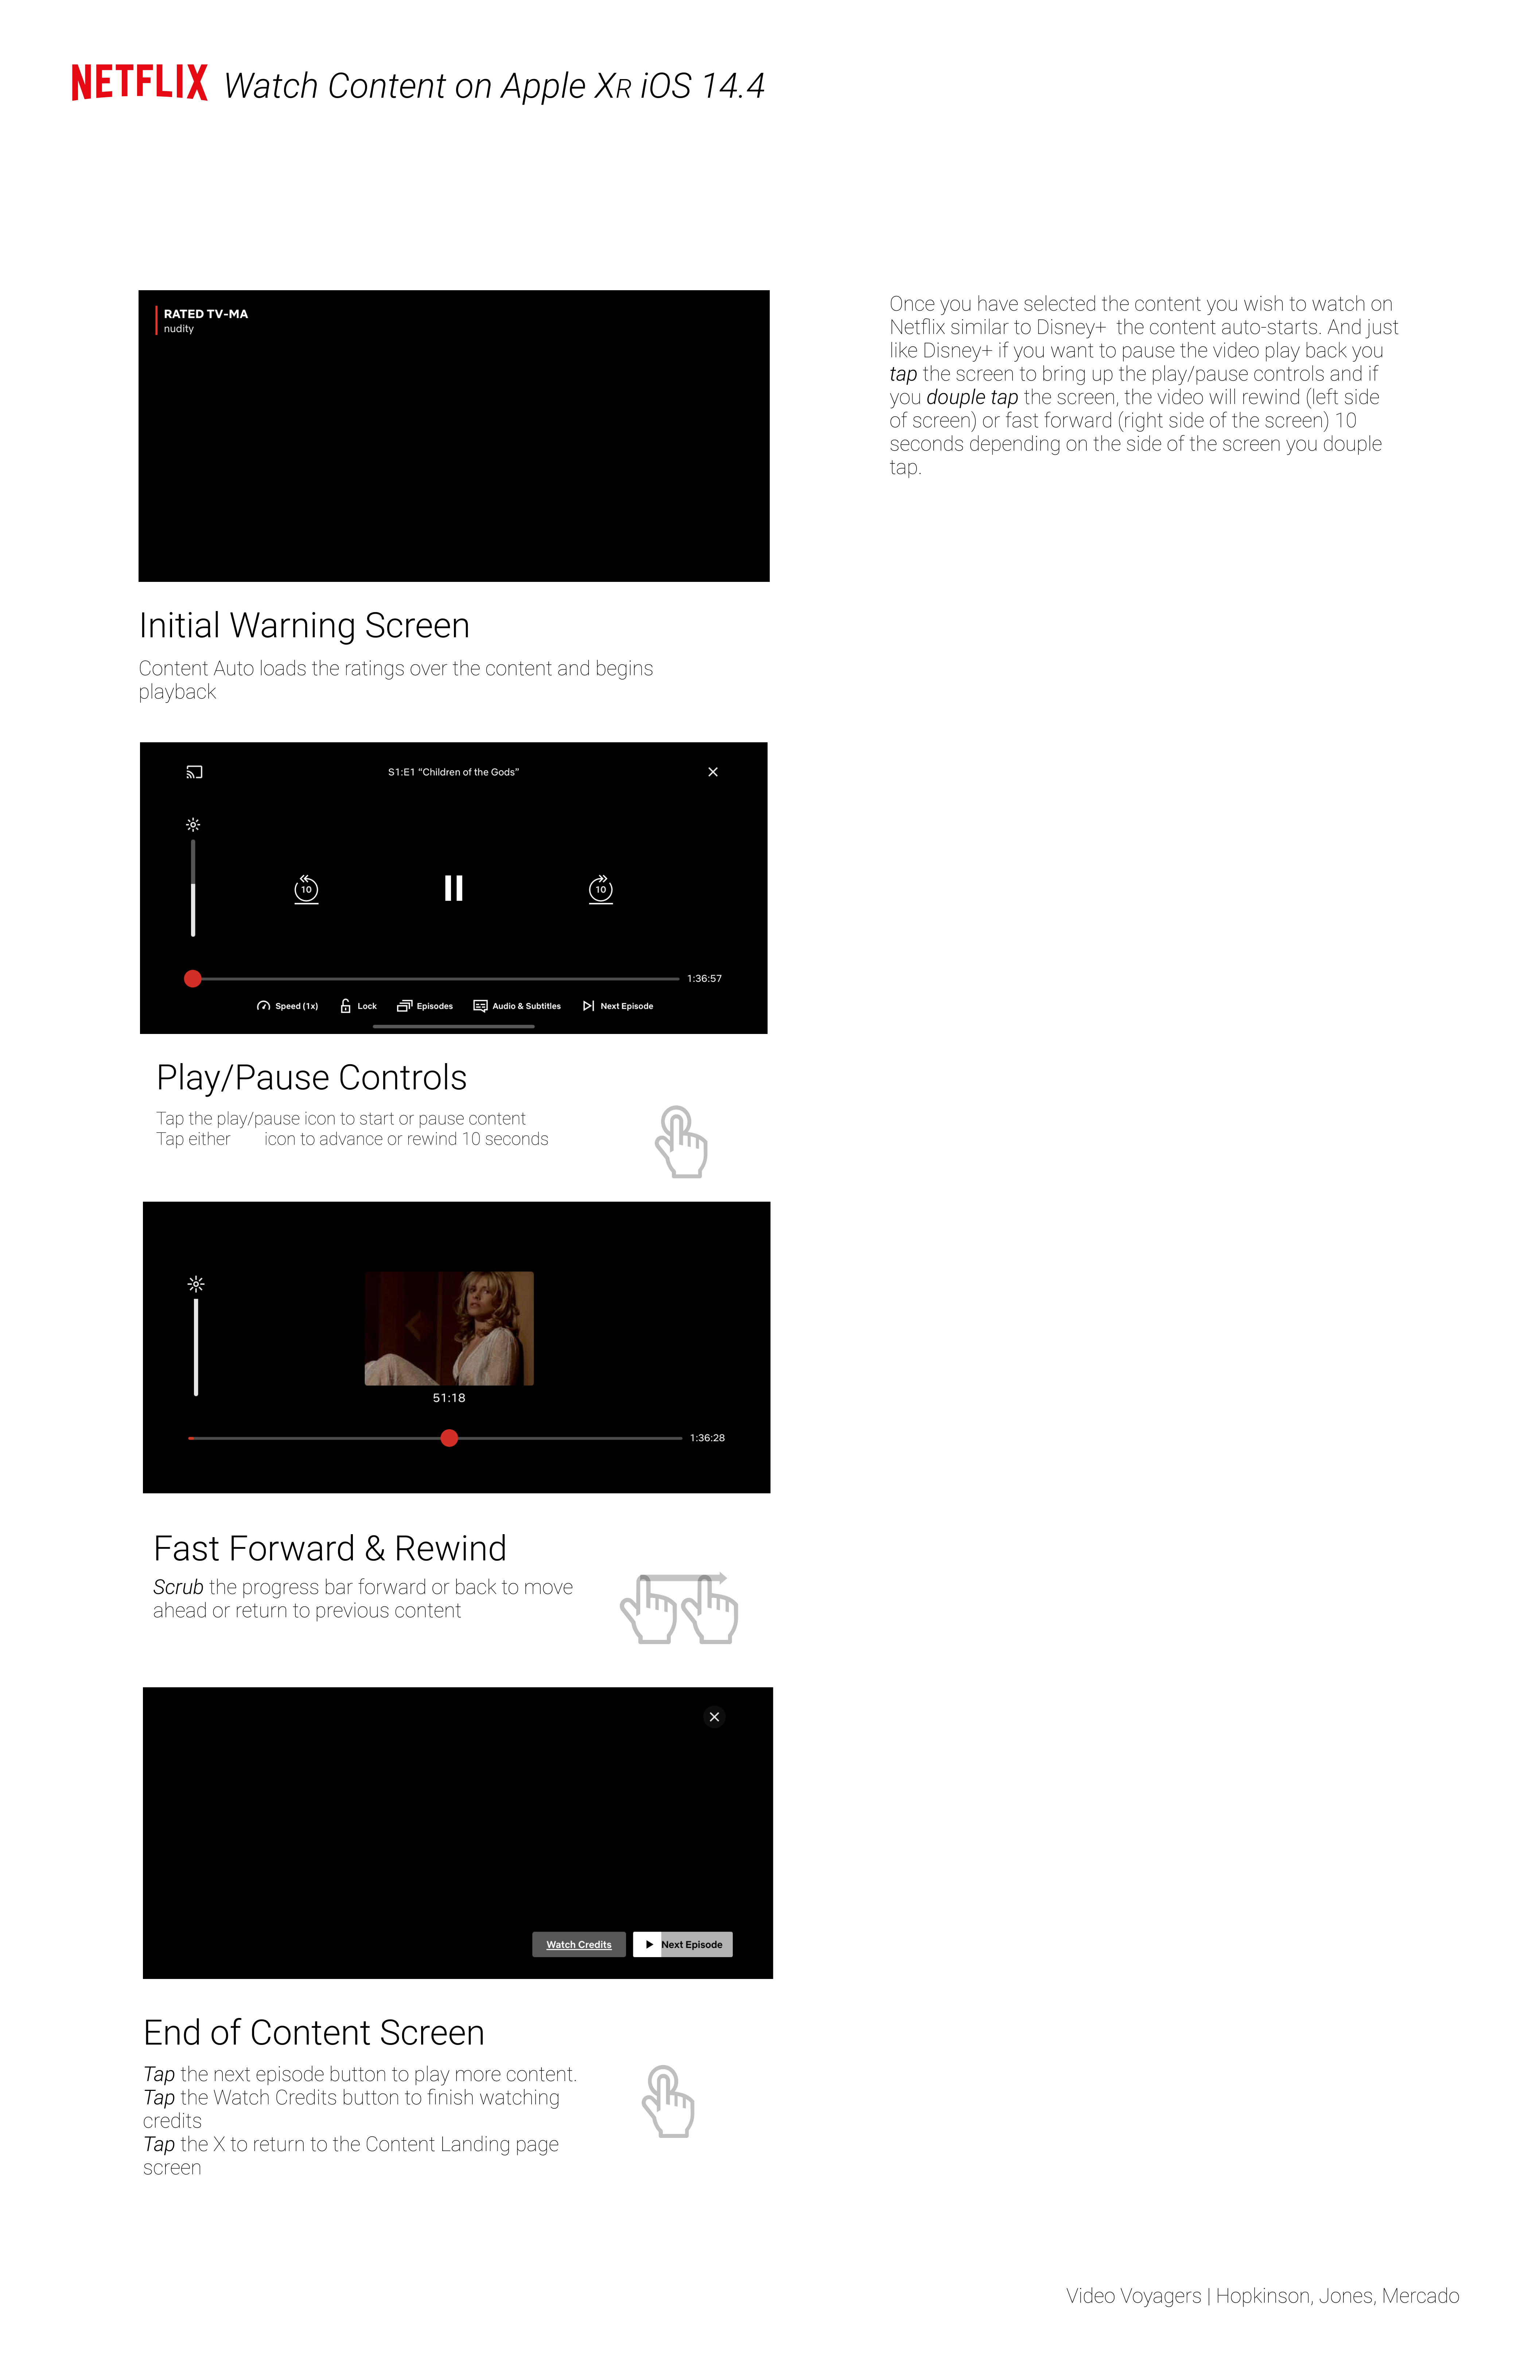 NETFLIX Watch Content on Apple XR iOS 14.4
RATED TV-MA
nudity
Initial Warning Screen
Content Auto loads the ratings over the content and begins
playback
S1:E1 “Children of the Gods”
10
10
1:36:57
Speed (1x) Lock Episodes Audio & Subtitles Next Episode
Play/Pause Controls
Tap the play/pause icon to start or pause content
Tap either icon to advance or rewind 10 seconds
51:18
1:36:28
Fast Forward & Rewind
Scrub the progress bar forward or back to move
ahead or return to previous content
Watch Credits Next Episode
End of Content Screen
Tap the next episode button to play more content.
Tap the Watch Credits button to finish watching
credits
Tap the X to return to the Content Landing page
screen
Once you have selected the content you wish to watch on
Netflix similar to Disney+ the content auto-starts. And just
like Disney+ if you want to pause the video play back you
tap the screen to bring up the play/pause controls and if
you douple tap the screen, the video will rewind (left side
of screen) or fast forward (right side of the screen) 10
seconds depending on the side of the screen you douple
tap.
Video Voyagers | Hopkinson, Jones, Mercado